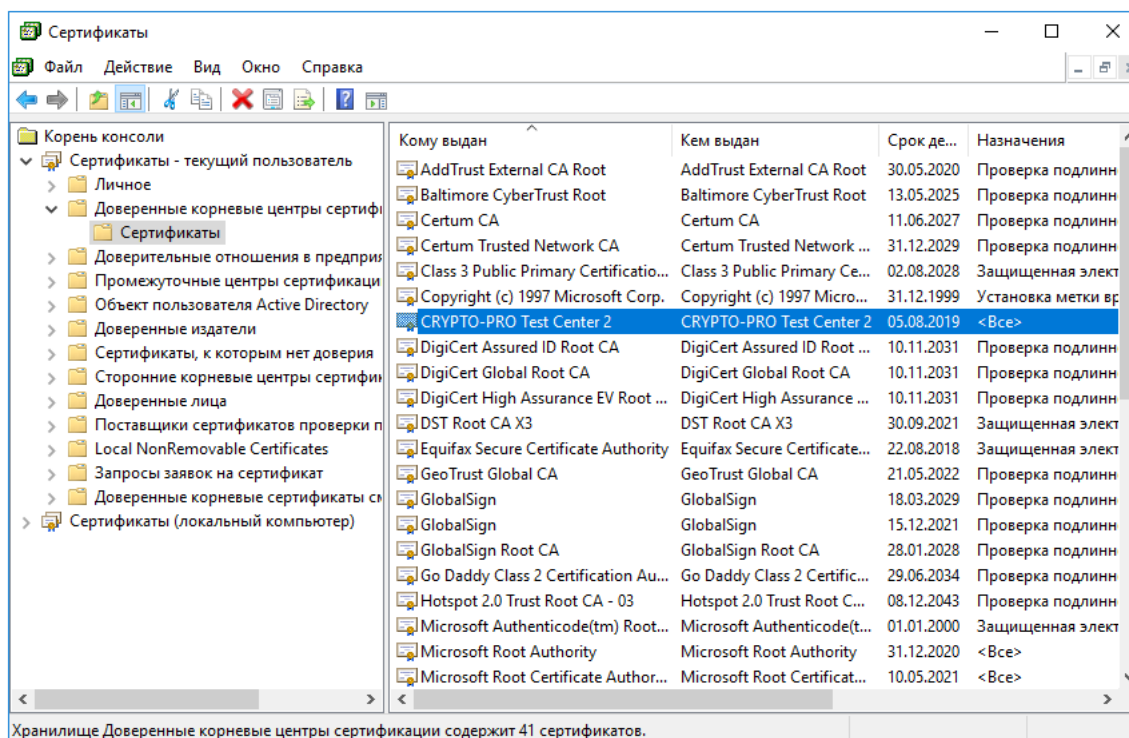 Сертификаты
Файл Действие Вид Окно Справка
Корень консоли
Сертификаты - текущий пользователь
Личное
Доверенные корневые центры сертифи
Сертификаты
Доверительные отношения в предприя
Промежуточные центры сертификаци
Объект пользователя Active Directory
Доверенные издатели
Сертификаты, к которым нет доверия
Сторонние корневые центры сертифик
Доверенные лица
Поставщики сертификатов проверки п
Local NonRemovable Certificates
Запросы заявок на сертификат
Доверенные корневые сертификаты см
Сертификаты (локальный компьютер)
Кому выдан Кем выдан Срок де... Назначения
AddTrust External CA Root AddTrust External CA Root 30.05.2020 Проверка подлинн
Baltimore CyberTrust Root Baltimore CyberTrust Root 13.05.2025 Проверка подлинн
Certum CA Certum CA 11.06.2027 Проверка подлинн
Certum Trusted Network CA Certum Trusted Network ... 31.12.2029 Проверка подлинн
Class 3 Public Primary Certificatio... Class 3 Public Primary Ce... 02.08.2028 Защищенная элект
Copyright (c) 1997 Microsoft Corp. Copyright (c) 1997 Micro... 31.12.1999 Установка метки вр
CRYPTO-PRO Test Center 2 CRYPTO-PRO Test Center 2 05.08.2019 <Все>
DigiCert Assured ID Root CA DigiCert Assured ID Root ... 10.11.2031 Проверка подлинн
DigiCert Global Root CA DigiCert Global Root CA 10.11.2031 Проверка подлинн
DigiCert High Assurance EV Root ... DigiCert High Assurance ... 10.11.2031 Проверка подлинн
DST Root CA X3 DST Root CA X3 30.09.2021 Защищенная элект
Equifax Secure Certificate Authority Equifax Secure Certificate... 22.08.2018 Защищенная элект
GeoTrust Global CA GeoTrust Global CA 21.05.2022 Проверка подлинн
GlobalSign GlobalSign 18.03.2029 Проверка подлинн
GlobalSign GlobalSign 15.12.2021 Проверка подлинн
GlobalSign Root CA GlobalSign Root CA 28.01.2028 Проверка подлинн
Go Daddy Class 2 Certification Au... Go Daddy Class 2 Certific... 29.06.2034 Проверка подлинн
Hotspot 2.0 Trust Root CA - 03 Hotspot 2.0 Trust Root C... 08.12.2043 Проверка подлинн
Microsoft Authenticode(tm) Root... Microsoft Authenticode(t... 01.01.2000 Защищенная элект
Microsoft Root Authority Microsoft Root Authority 31.12.2020 <Все>
Microsoft Root Certificate Author... Microsoft Root Certificat... 10.05.2021 <Все>
Хранилище Доверенные корневые центры сертификации содержит 41 сертификатов.